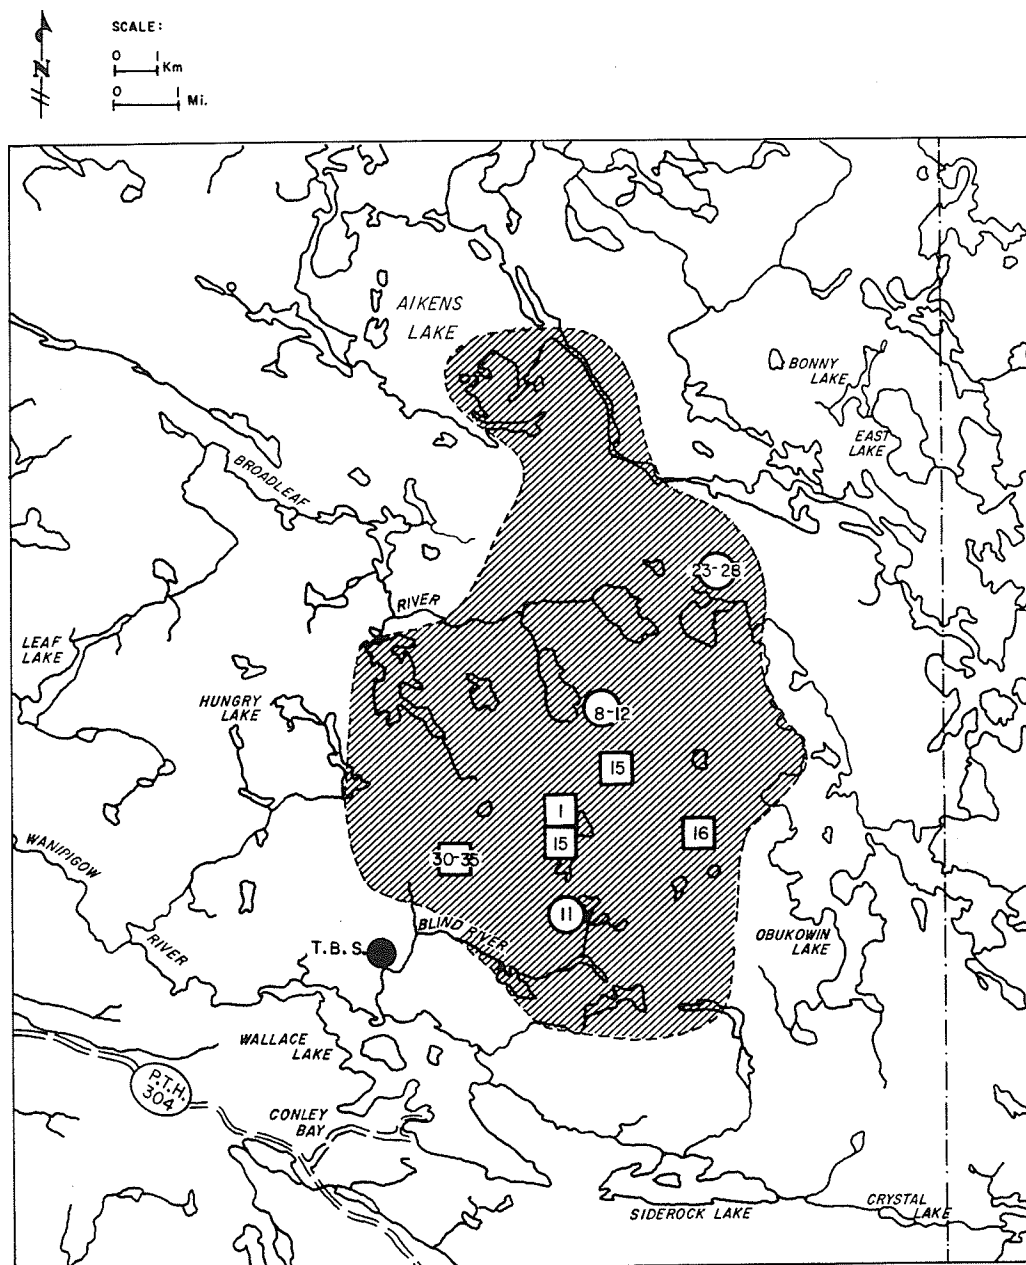 SCALE:
0 1
Km
0 1
Mi.
N
AIKENS
LAKE
BONNY
LAKE
EAST
LAKE
BROADLEAF
23-28
RIVER
LEAF
LAKE
HUNGRY
LAKE
8-12
15
1
16
15
WANIPIGOW
30-35
11
BLIND RIVER
OBUKOWIN
LAKE
RIVER
T.B.S.
WALLACE
LAKE
P.T.H.
304
CONLEY
BAY
SIDEROCK LAKE
CRYSTAL
LAKE